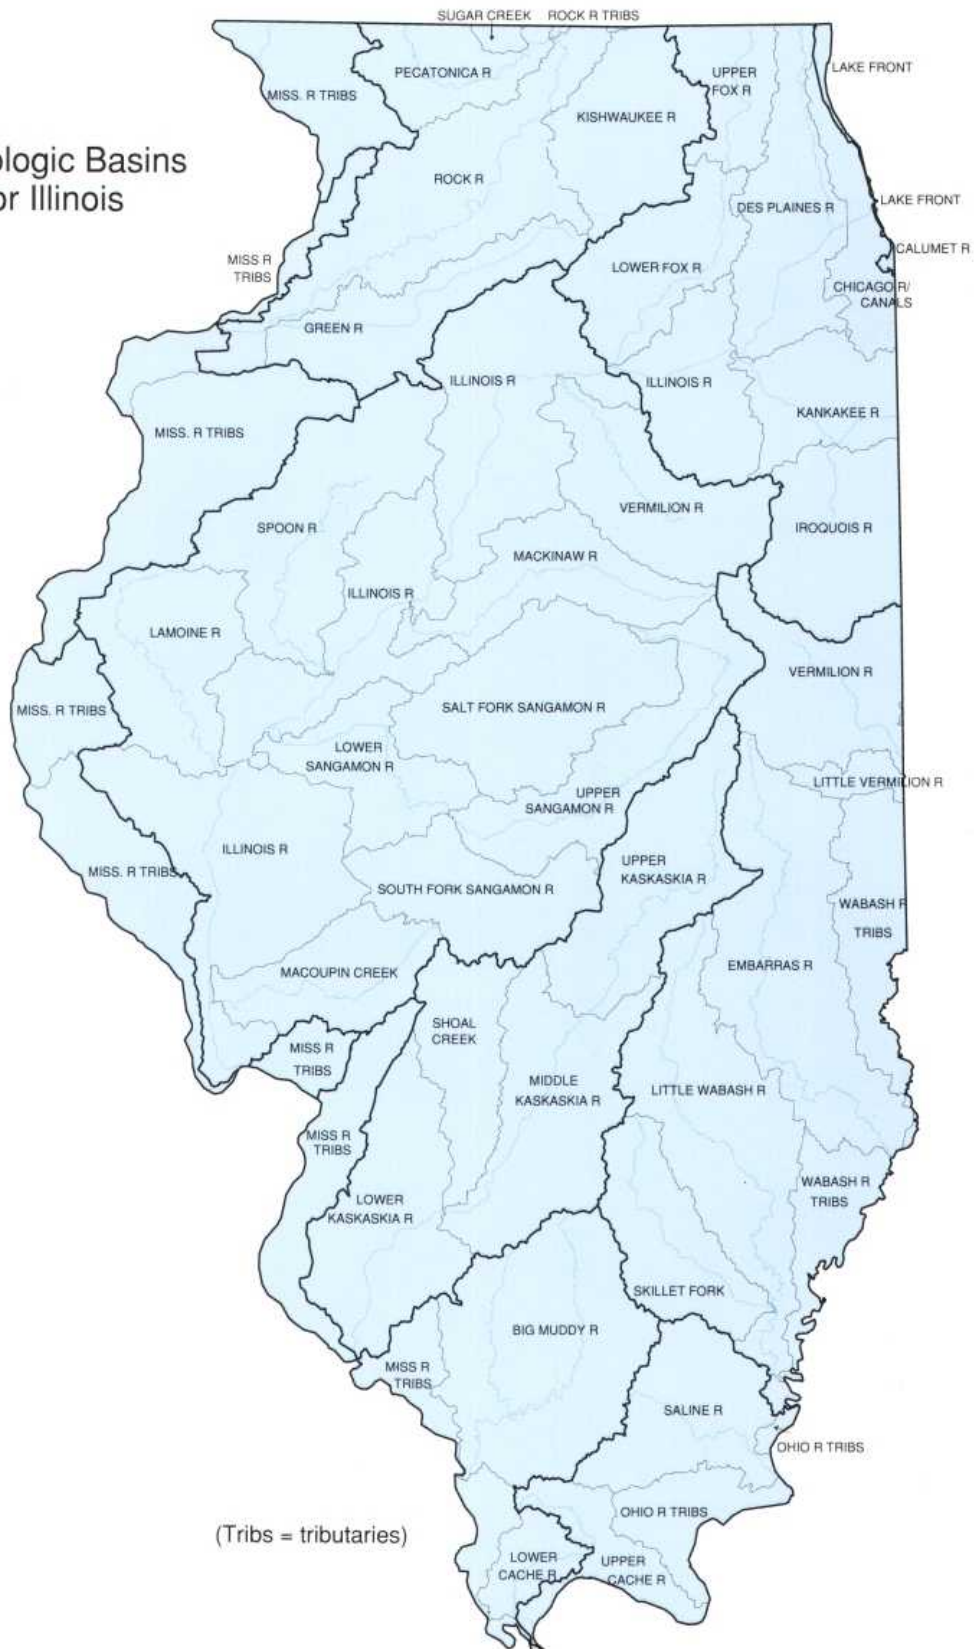 SUGAR CREEK
ROCK R TRIBS
PECATONICA R
UPPER
FOX R
LAKE FRONT
MISS. R TRIBS
KISHWAUKEE R
ologic Basins
or Illinois
ROCK R
DES PLAINES R
LAKE FRONT
CALUMET R
MISS R
TRIBS
LOWER FOX R
CHICAGO R/
CANALS
GREEN R
ILLINOIS R
ILLINOIS R
KANKAKEE R
MISS. R TRIBS
SPOON R
VERMILION R
IROQUOIS R
MACKINAW R
ILLINOIS R
LAMOINE R
VERMILION R
MISS. R TRIBS
SALT FORK SANGAMON R
LOWER
SANGAMON R
LITTLE VERMILION R
UPPER
SANGAMON R
ILLINOIS R
MISS. R TRIBS
UPPER
KASKASKIA R
SOUTH FORK SANGAMON R
WABASH R
TRIBS
EMBARRAS R
MACOUPIN CREEK
SHOAL
CREEK
MISS R
TRIBS
MIDDLE
KASKASKIA R
LITTLE WABASH R
MISS R
TRIBS
WABASH R
TRIBS
LOWER
KASKASKIA R
SKILLET FORK
BIG MUDDY R
MISS R
TRIBS
SALINE R
OHIO R TRIBS
OHIO R TRIBS
(Tribs = tributaries)
LOWER
CACHE R
UPPER
CACHE R